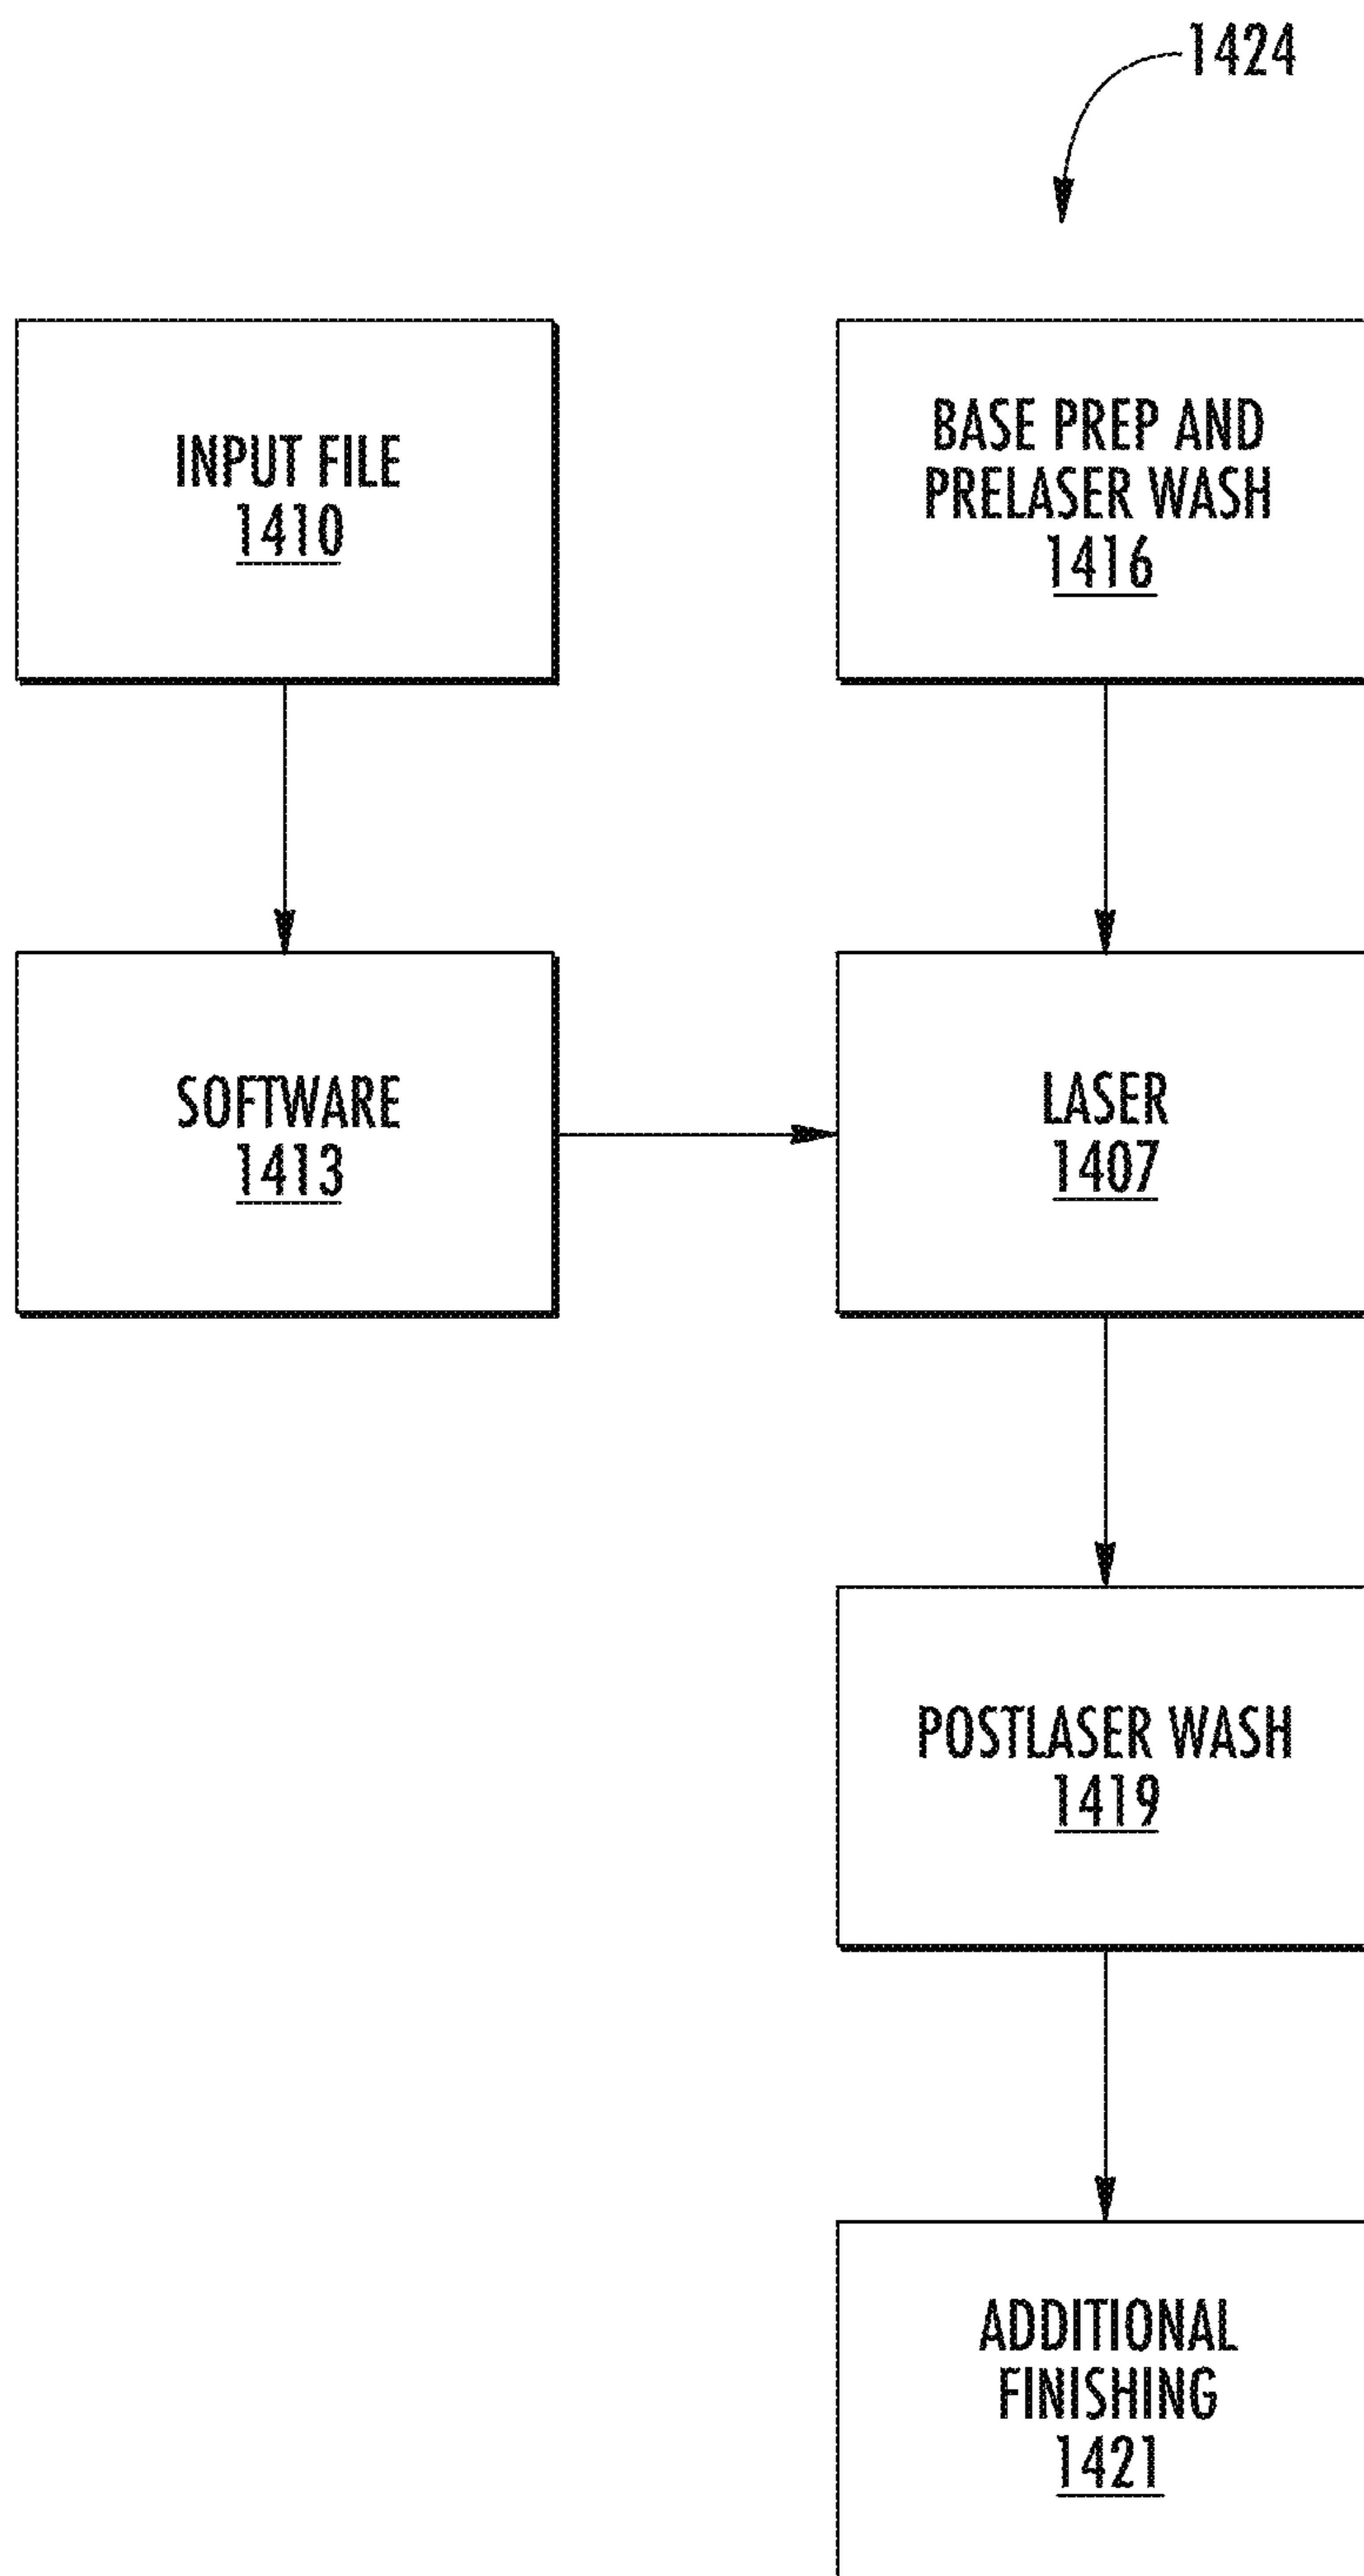 1424
INPUT FILE
1410
BASE PREP AND
PRELASER WASH
1416
SOFTWARE
1413
LASER
1407
POSTLASER WASH
1419
ADDITIONAL
FINISHING
1421